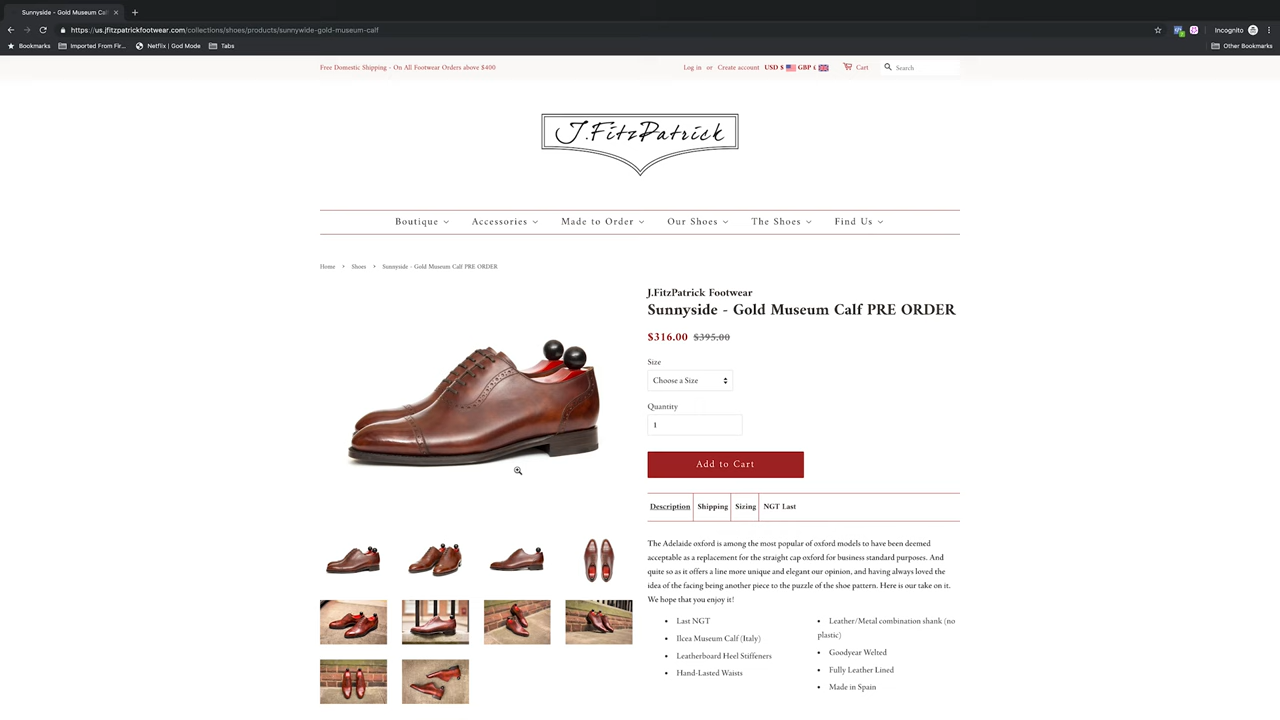 Sunnyside - Gold Museum Calf
https://us.jfitzpatrickfootwear.com/collections/shoes/products/sunnywide-gold-museum-calf
Incognito
Bookmarks Imported From Fir... Netflix | God Mode Tabs Other Bookmarks
Free Domestic Shipping - On All Footwear Orders above $400 Log in or Create account USD $ GBP £ Cart Search
J.FitzPatrick
Boutique Accessories Made to Order Our Shoes The Shoes Find Us
Home › Shoes › Sunnyside - Gold Museum Calf PRE ORDER
J.FitzPatrick Footwear
Sunnyside - Gold Museum Calf PRE ORDER
$316.00 $395.00
Size
Choose a Size
Quantity
1
Add to Cart
Description Shipping Sizing NGT Last
The Adelaide oxford is among the most popular of oxford models to have been deemed
acceptable as a replacement for the straight cap oxford for business standard purposes. And
quite so as it offers a line more unique and elegant our opinion, and having always loved the
idea of the facing being another piece to the puzzle of the shoe pattern. Here is our take on it.
We hope that you enjoy it!
• Last NGT
• Ilcea Museum Calf (Italy)
• Leatherboard Heel Stiffeners
• Hand-Lasted Waists
• Leather/Metal combination shank (no
plastic)
• Goodyear Welted
• Fully Leather Lined
• Made in Spain